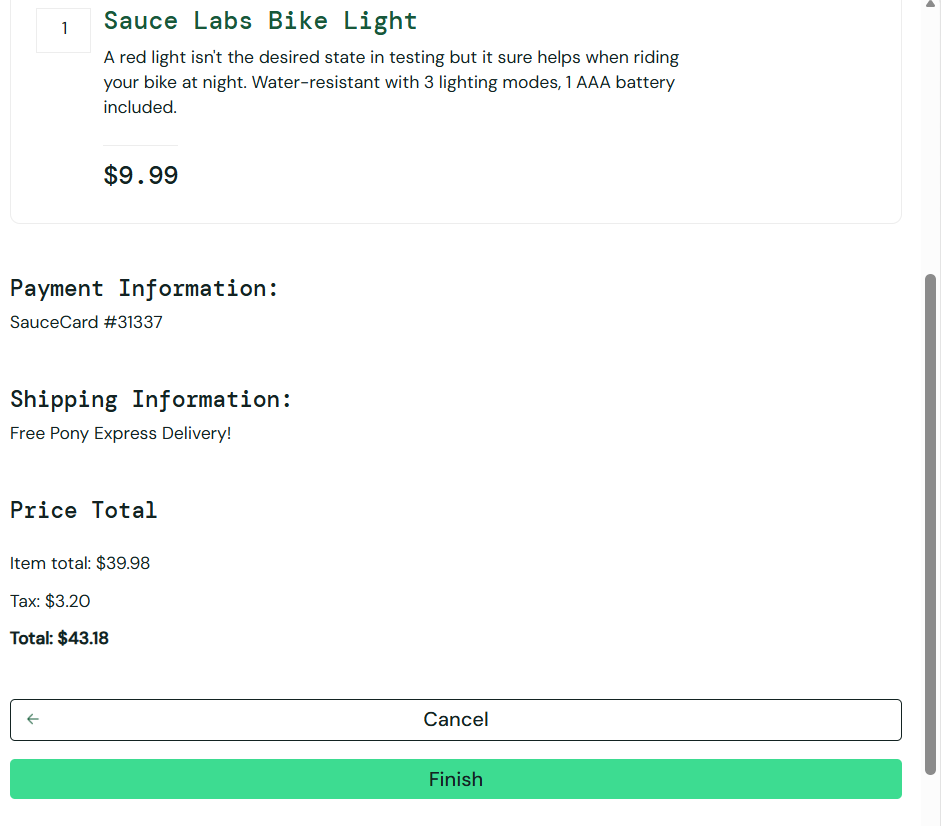 1
Sauce Labs Bike Light
A red light isn't the desired state in testing but it sure helps when riding
your bike at night. Water-resistant with 3 lighting modes, 1 AAA battery
included.
$9.99
Payment Information:
SauceCard #31337
Shipping Information:
Free Pony Express Delivery!
Price Total
Item total: $39.98
Tax: $3.20
Total: $43.18
Cancel
Finish